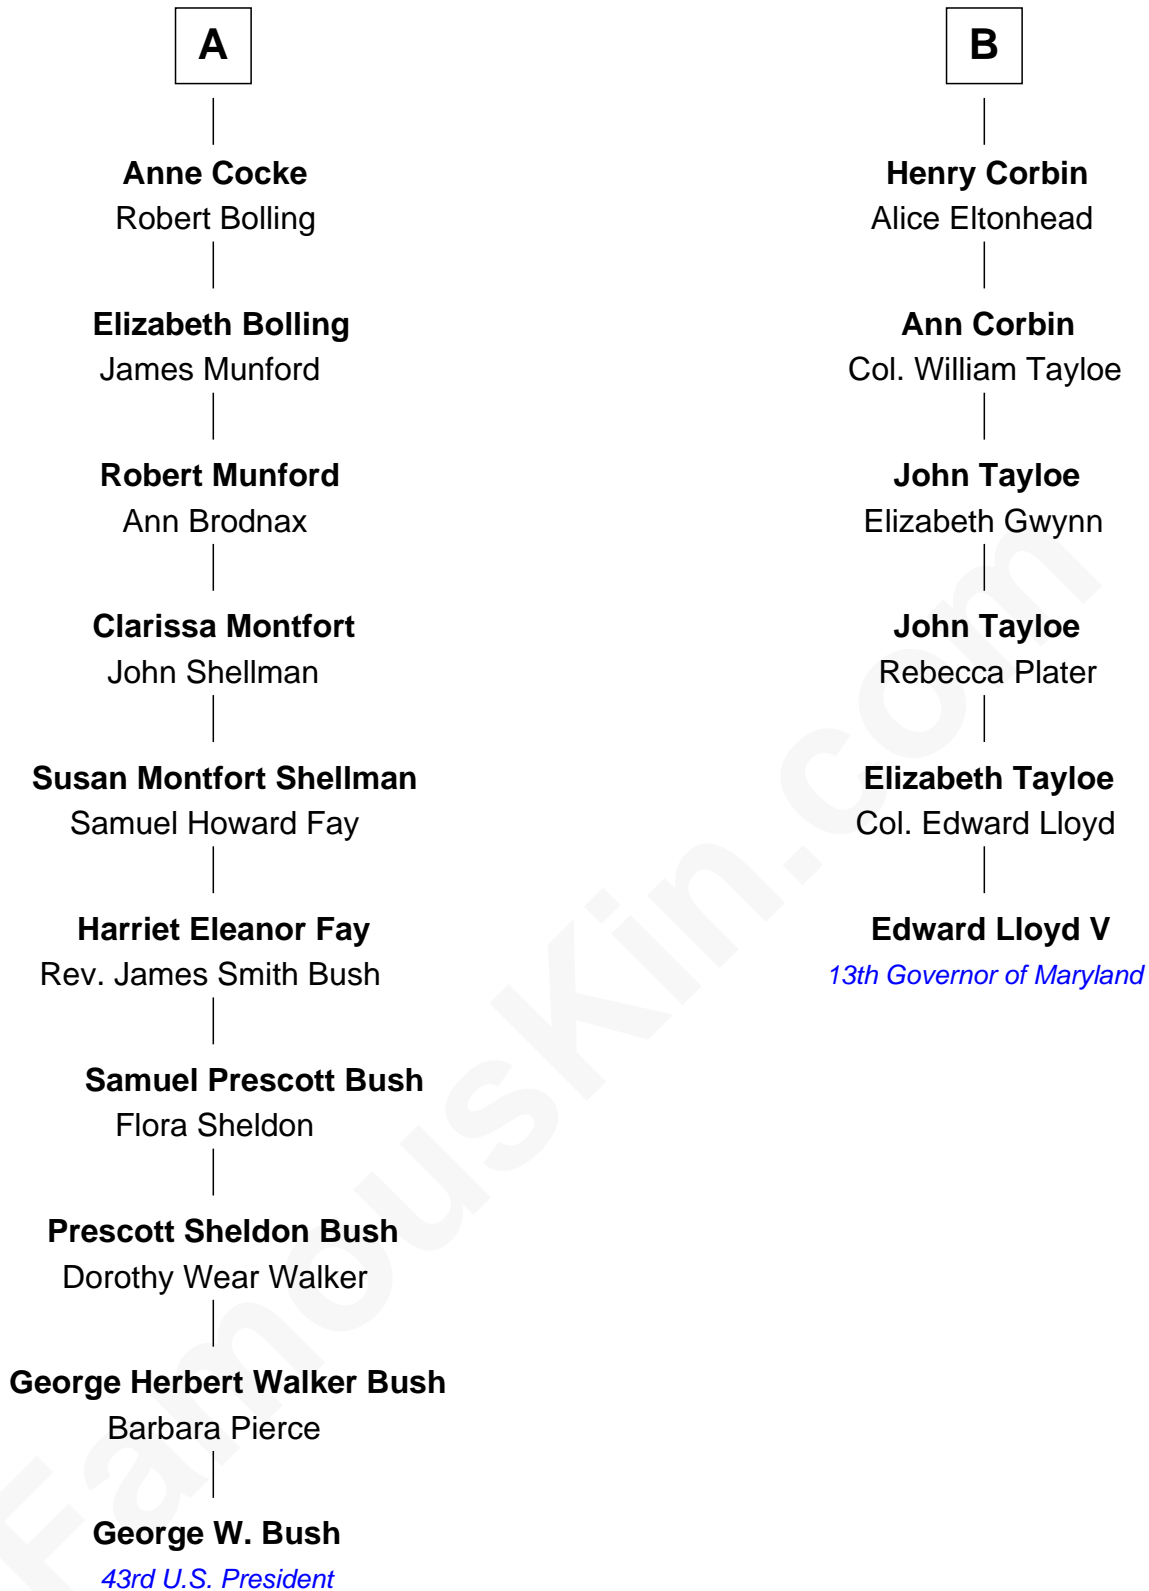 A
Anne Cocke
Robert Bolling
Elizabeth Bolling
James Munford
Robert Munford
Ann Brodnax
Clarissa Montfort
John Shellman
Susan Montfort Shellman
Samuel Howard Fay
Harriet Eleanor Fay
Rev. James Smith Bush
Samuel Prescott Bush
Flora Sheldon
Prescott Sheldon Bush
Dorothy Wear Walker
George Herbert Walker Bush
Barbara Pierce
George W. Bush
43rd U.S. President
B
Henry Corbin
Alice Eltonhead
Ann Corbin
Col. William Tayloe
John Tayloe
Elizabeth Gwynn
John Tayloe
Rebecca Plater
Elizabeth Tayloe
Col. Edward Lloyd
Edward Lloyd V
13th Governor of Maryland
FamousKin.com